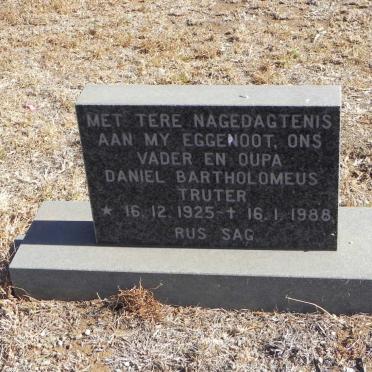 MET TERE NAGEDAGTENIS
AAN MY EGGENOOT, ONS
VADER EN OUPA
DANIEL BARTHOLOMEUS
TRUTER
* 16. 12. 1925 - † 16. 1. 1988
RUS SAG